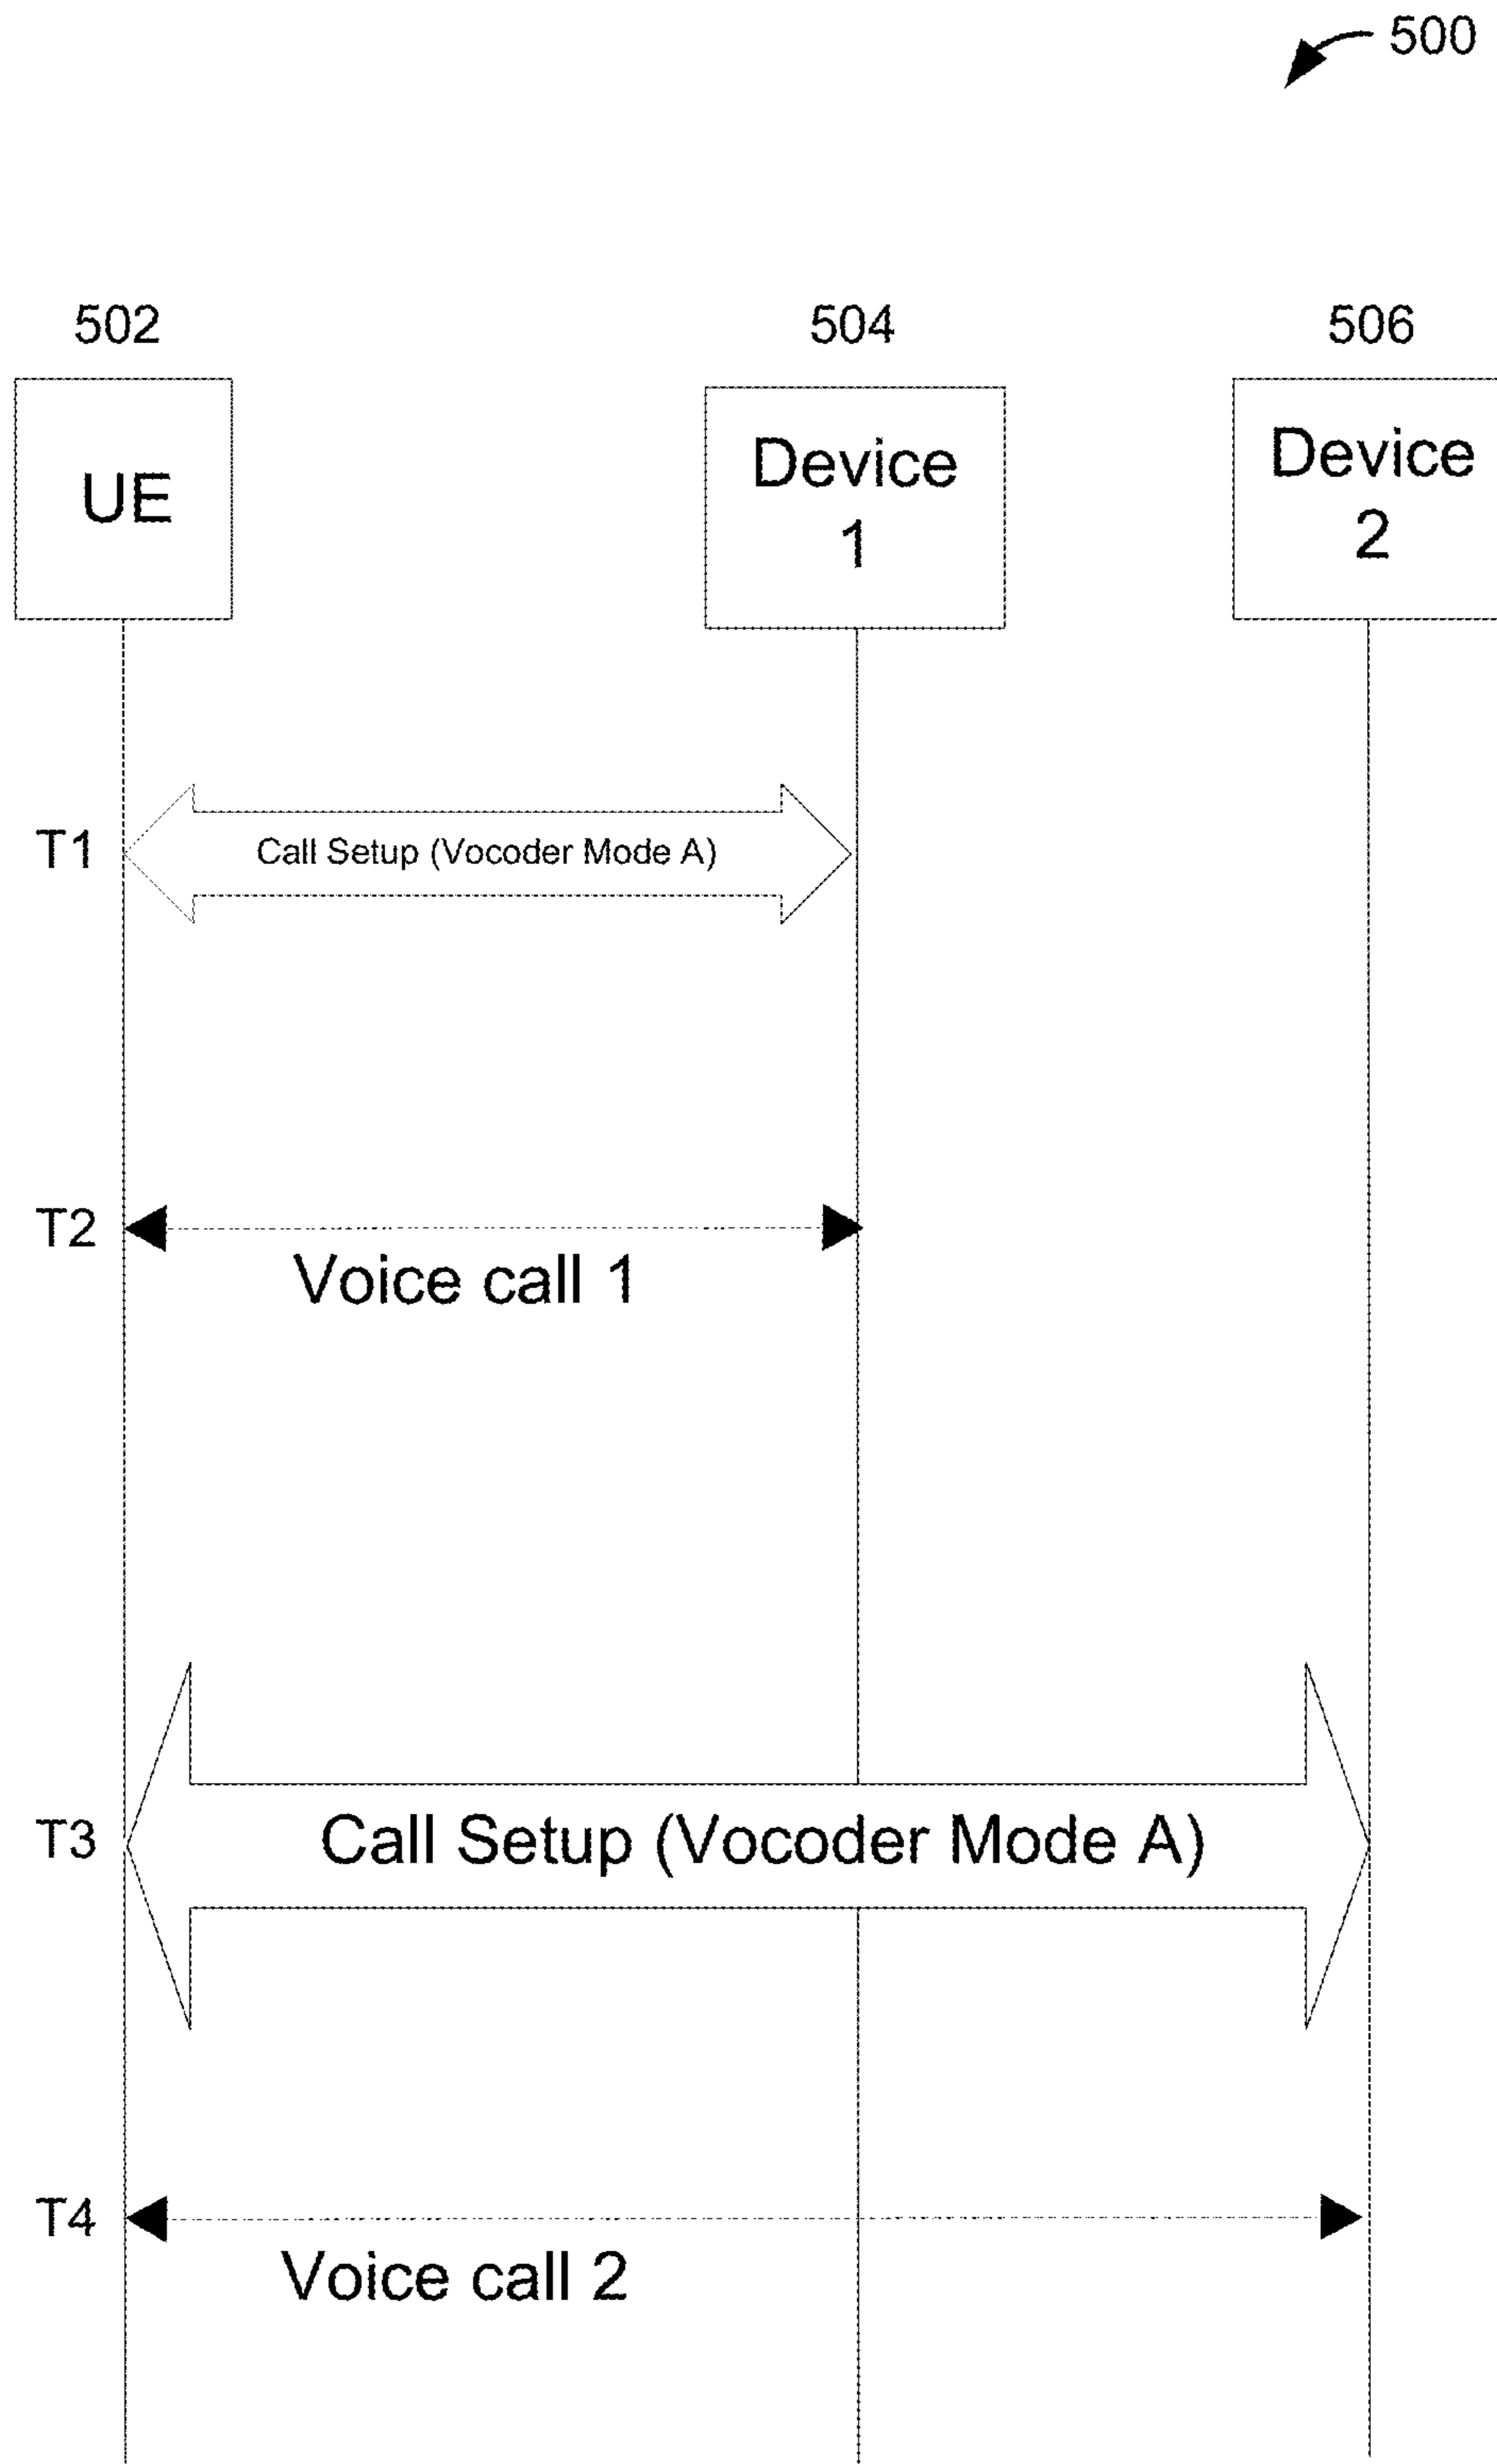 500
502
504
506
UE
Device
1
Device
2
T1
Call Setup (Vocoder Mode A)
T2
Voice call 1
T3
Call Setup (Vocoder Mode A)
T4
Voice call 2